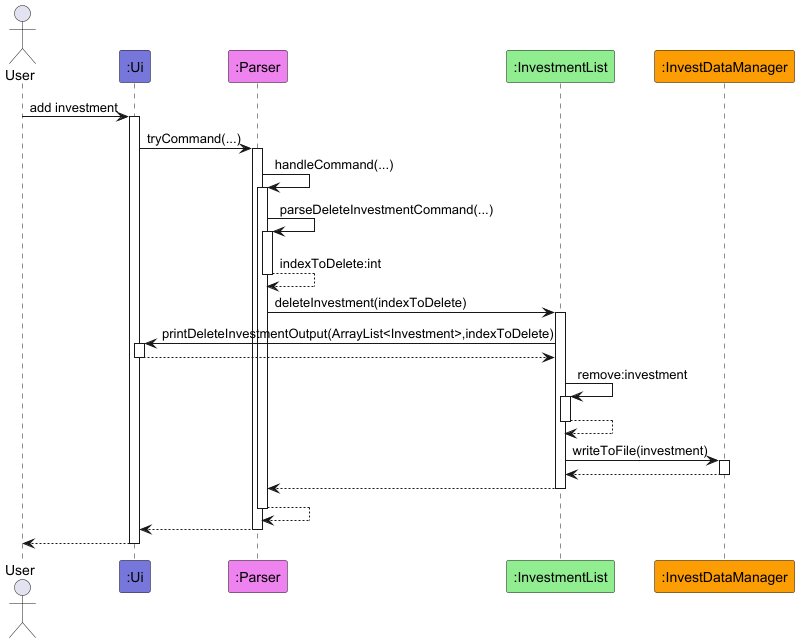 User
:Ui
:Parser
:InvestmentList
:InvestDataManager
add investment
tryCommand(...)
handleCommand(...)
parseDeleteInvestmentCommand(...)
indexToDelete:int
deleteInvestment(indexToDelete)
printDeleteInvestmentOutput(ArrayList<Investment>,indexToDelete)
remove:investment
writeToFile(investment)
User
:Ui
:Parser
:InvestmentList
:InvestDataManager